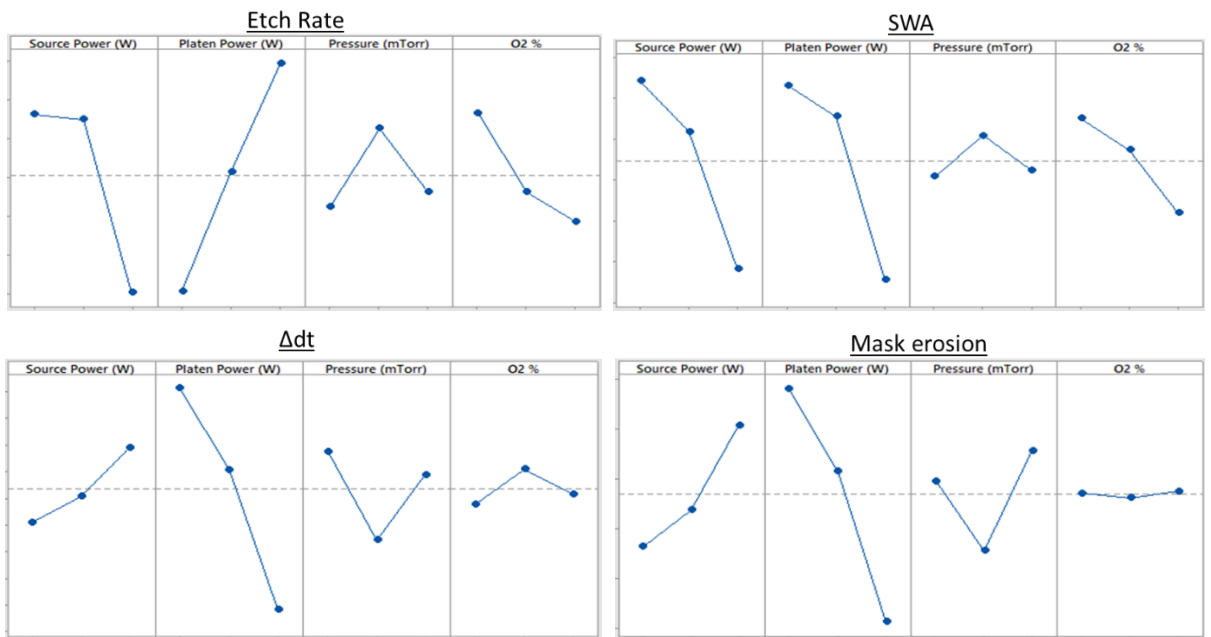 Etch Rate
Source Power (W) Platen Power (W) Pressure (mTorr) O2 %
SWA
Source Power (W) Platen Power (W) Pressure (mTorr) O2 %
Δdt
Source Power (W) Platen Power (W) Pressure (mTorr) O2 %
Mask erosion
Source Power (W) Platen Power (W) Pressure (mTorr) O2 %